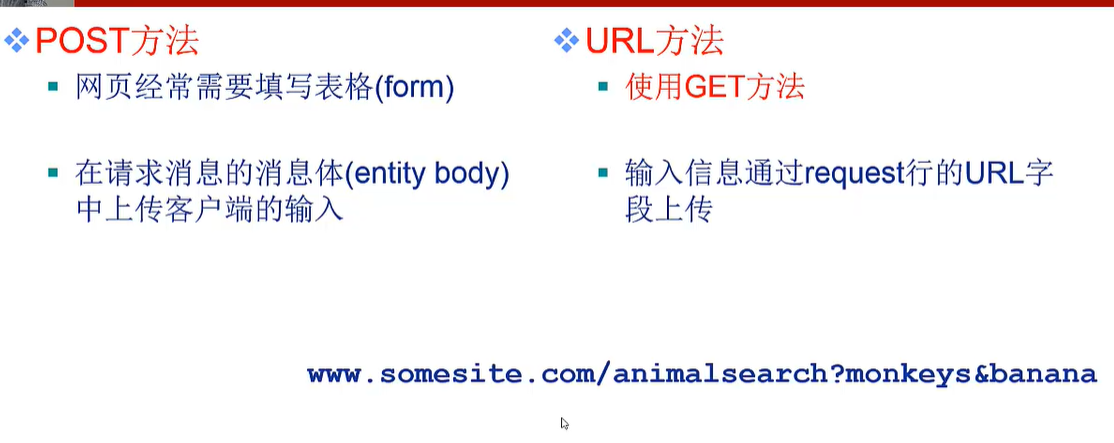 POST方法
网页经常需要填写表格(form)
在请求消息的消息体(entity body)
中上传客户端的输入
URL方法
使用GET方法
输入信息通过request行的URL字
段上传
www.somesite.com/animalsearch?monkeys&banana